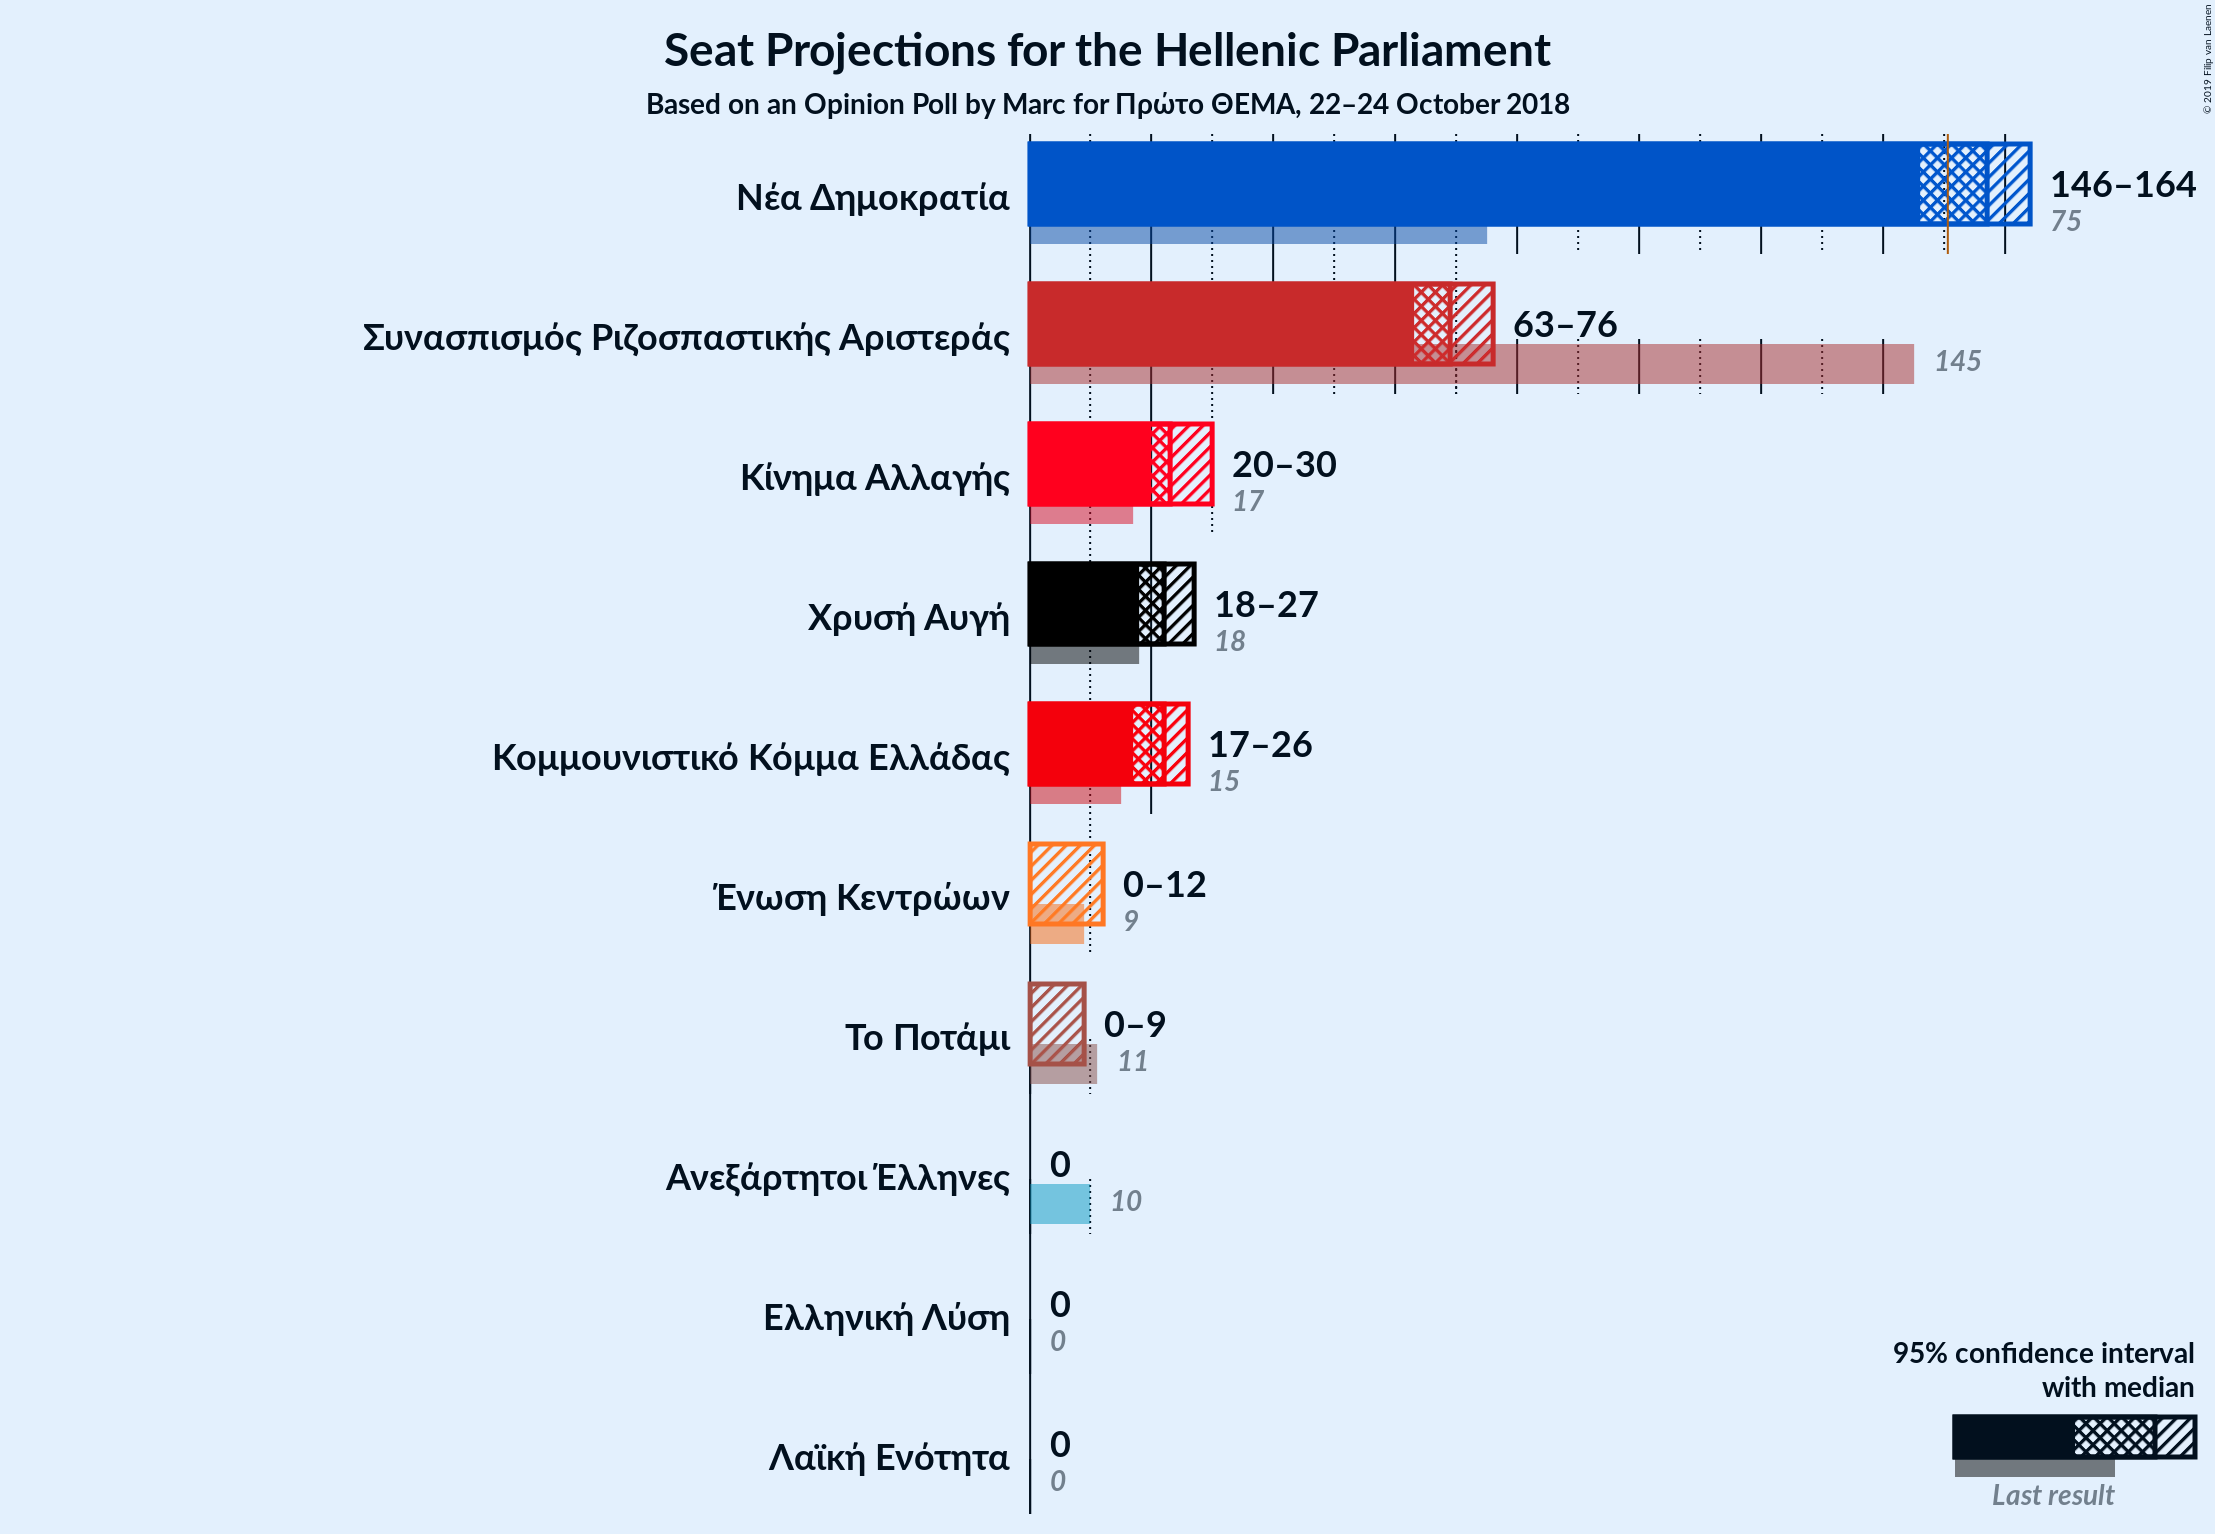 Seat Projections for the Hellenic Parliament
Based on an Opinion Poll by Marc for Πρώτο ΘΕΜΑ, 22–24 October 2018
© 2019 Filip van Laenen
Νέα Δημοκρατία
146–164
75
Συνασπισμός Ριζοσπαστικής Αριστεράς
63–76
145
Κίνημα Αλλαγής
20–30
17
Χρυσή Αυγή
18–27
18
Κομμουνιστικό Κόμμα Ελλάδας
17–26
15
Ένωση Κεντρώων
0–12
9
Το Ποτάμι
0–9
11
Ανεξάρτητοι Έλληνες
0
10
Ελληνική Λύση
0
0
Λαϊκή Ενότητα
0
0
95% confidence interval
with median
Last result